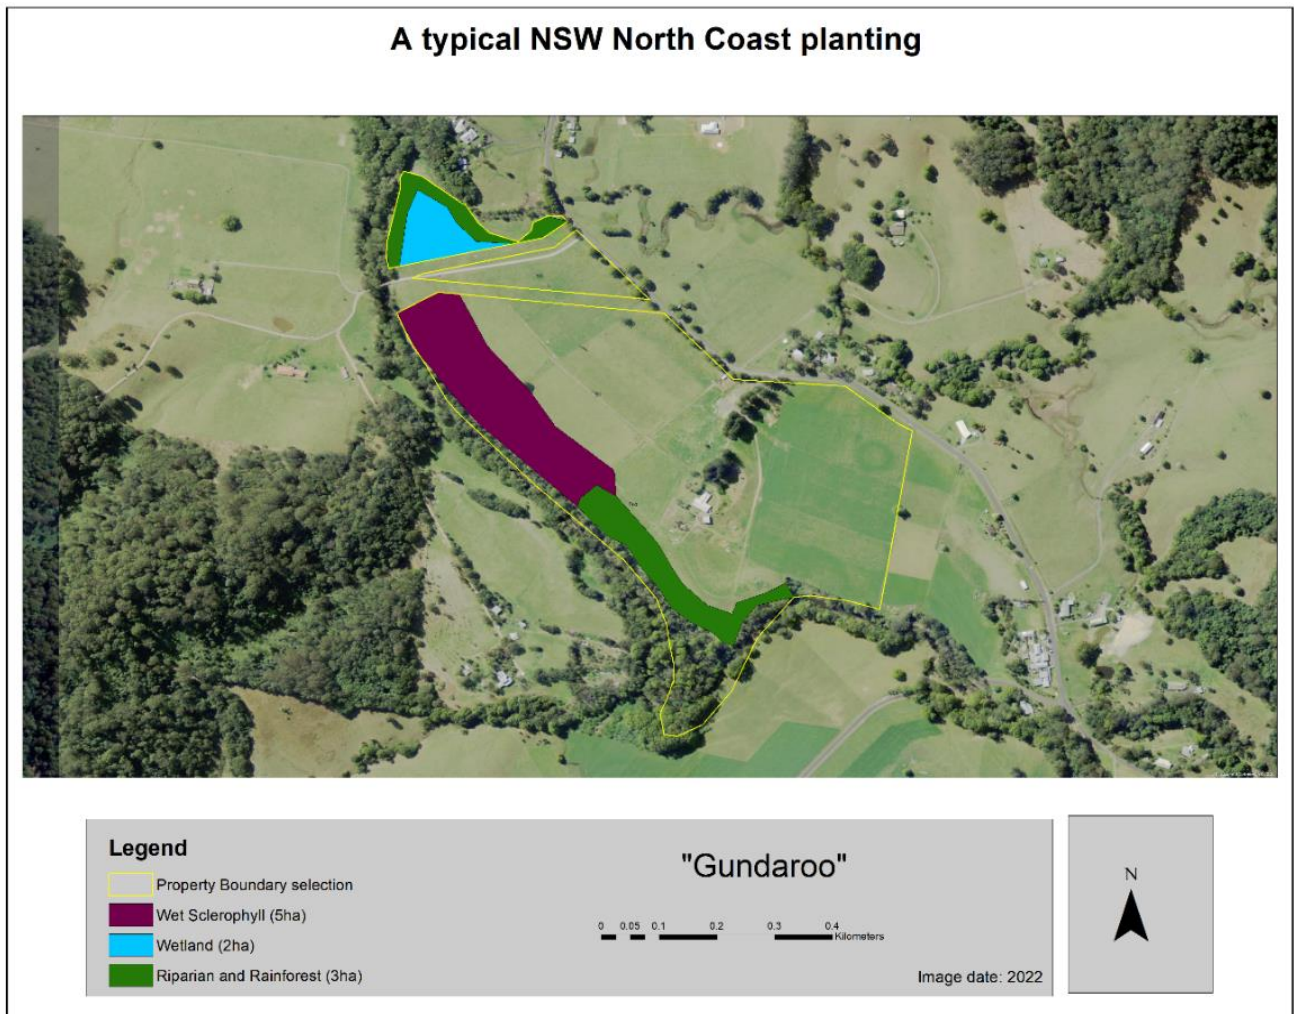 A typical NSW North Coast planting
Legend
Property Boundary selection
Wet Sclerophyll (5ha)
Wetland (2ha)
Riparian and Rainforest (3ha)
"Gundaroo"
0 0.05 0.1 0.2 0.3 0.4
Kilometers
Image date: 2022
N